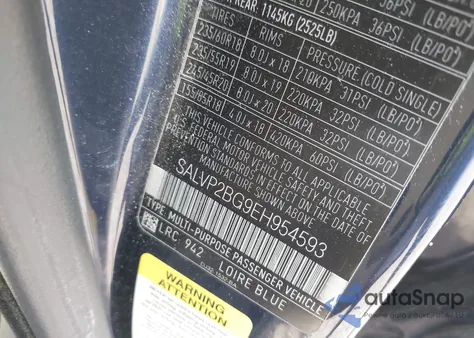 250KPA 36PSI (LB/PO²)
REAR 1145KG (2525LB)
TIRES RIMS PRESSURE (COLD SINGLE)
235/60R18 8.0J x 18 210KPA 31PSI (LB/PO²)
235/55R19 8.0J x 19 220KPA 32PSI (LB/PO²)
245/45R20 8.0J x 20 220KPA 32PSI (LB/PO²)
155/85R18 4.0 x 18 420KPA 60PSI (LB/PO²)
THIS VEHICLE CONFORMS TO ALL APPLICABLE
FEDERAL MOTOR VEHICLE SAFETY AND THEFT
PREVENTION STANDARDS IN EFFECT ON THE DATE
OF MANUFACTURE SHOWN ABOVE.
SALVP2BG9EH954593
TYPE: MULTI-PURPOSE PASSENGER VEHICLE
LRC 942 LOIRE BLUE
WARNING
ATTENTION
autoSnap